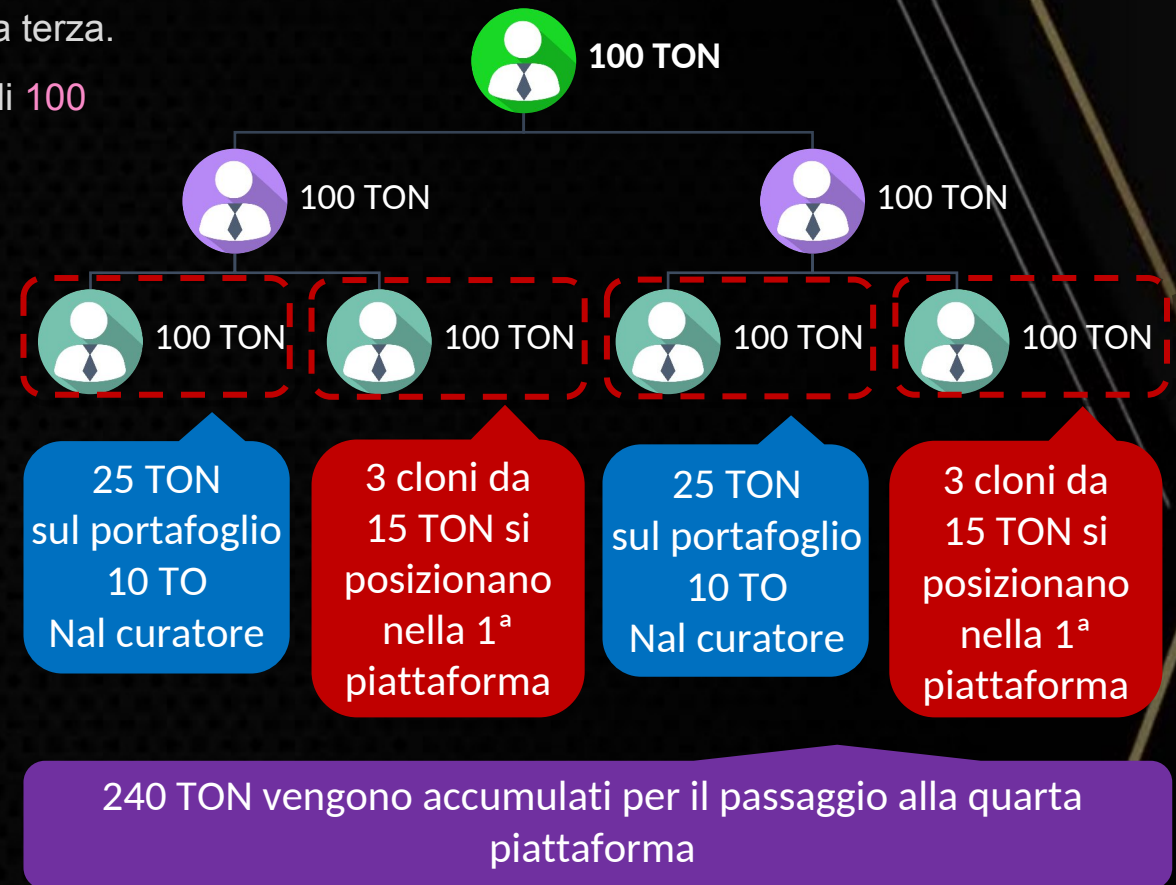 a terza.
100 TON
100
100 TON
100 TON
100 TON
100 TON
100 TON
100 TON
25 TON
sul portafoglio
10 TO
Nal curatore
3 cloni da
15 TON si
posizionano
nella 1ª
piattaforma
25 TON
sul portafoglio
10 TO
Nal curatore
3 cloni da
15 TON si
posizionano
nella 1ª
piattaforma
240 TON vengono accumulati per il passaggio alla quarta
piattaforma